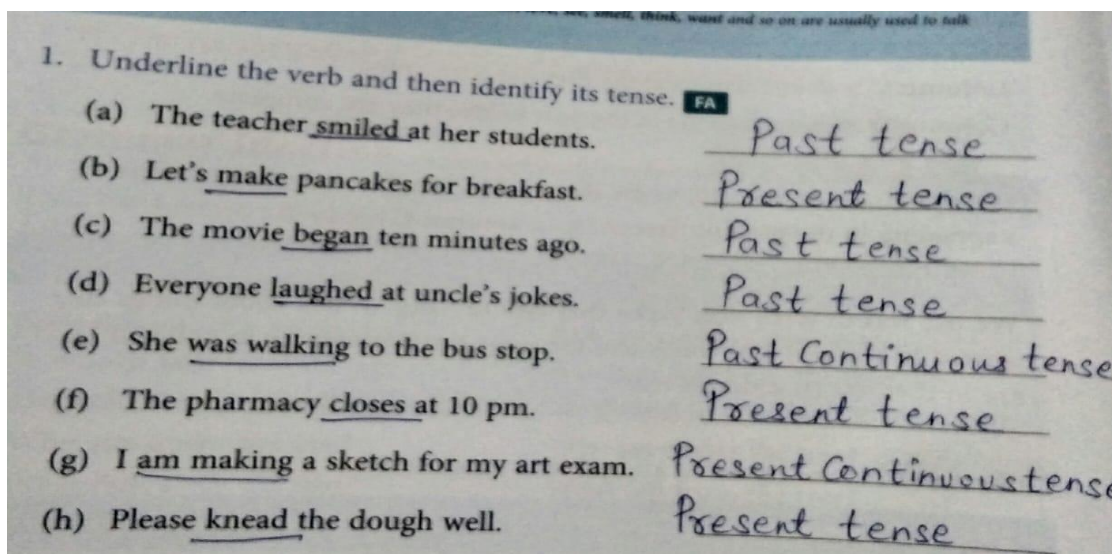 smell, think, want and so on are usually used to talk
1. Underline the verb and then identify its tense. FA
(a) The teacher smiled at her students. Past tense
(b) Let's make pancakes for breakfast. Present tense
(c) The movie began ten minutes ago. Past tense
(d) Everyone laughed at uncle's jokes. Past tense
(e) She was walking to the bus stop. Past Continuous tense
(f) The pharmacy closes at 10 pm. Present tense
(g) I am making a sketch for my art exam. Present Continuous tense
(h) Please knead the dough well. Present tense